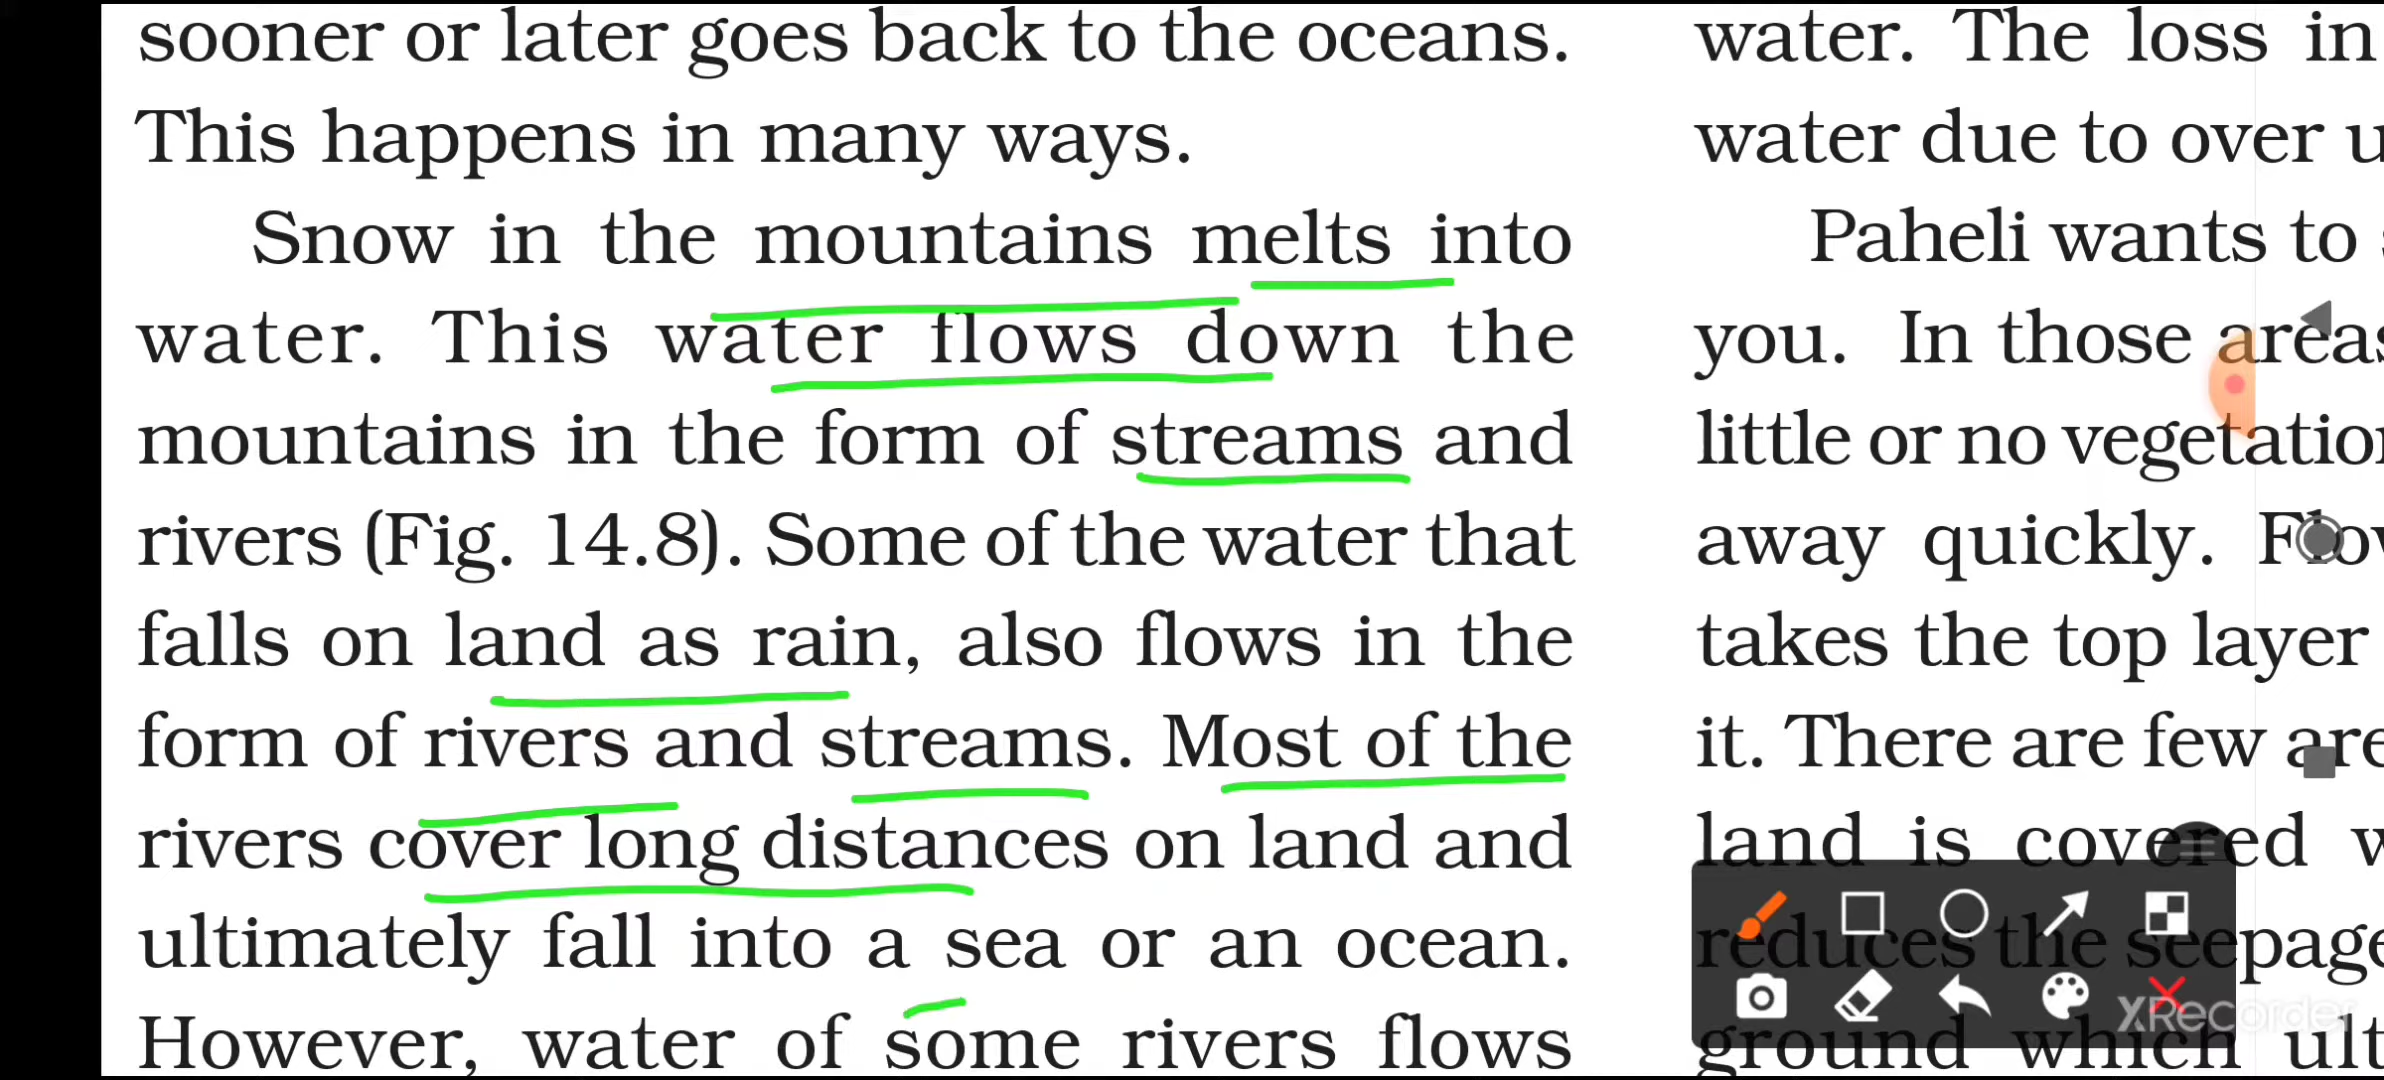 sooner or later goes back to the oceans.
This happens in many ways.
Snow in the mountains melts into
water. This water flows down the
mountains in the form of streams and
rivers (Fig. 14.8). Some of the water that
falls on land as rain, also flows in the
form of rivers and streams. Most of the
rivers cover long distances on land and
ultimately fall into a sea or an ocean.
However, water of some rivers flows
water. The loss in
water due to over
Paheli wants to
you. In those areas
little or no
away quickly.
takes the top layer
it. There are few
land is covered
reduces the seepage
ground which
XRecorder